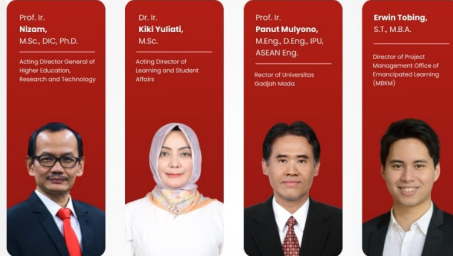 Prof. Ir.
Nizam,
M.Sc., DIC, Ph.D.
Acting Director General of
Higher Education,
Research and Technology
Dr. Ir.
Kiki Yuliati,
M.Sc.
Acting Director of
Learning and Student
Affairs
Prof. Ir.
Panut Mulyono,
M.Eng., D.Eng., IPU,
ASEAN Eng.
Rector of Universitas
Gadjah Mada
Erwin Tobing,
S.T., M.B.A.
Director of Project
Management Office of
Emancipated Learning
(MBKM)